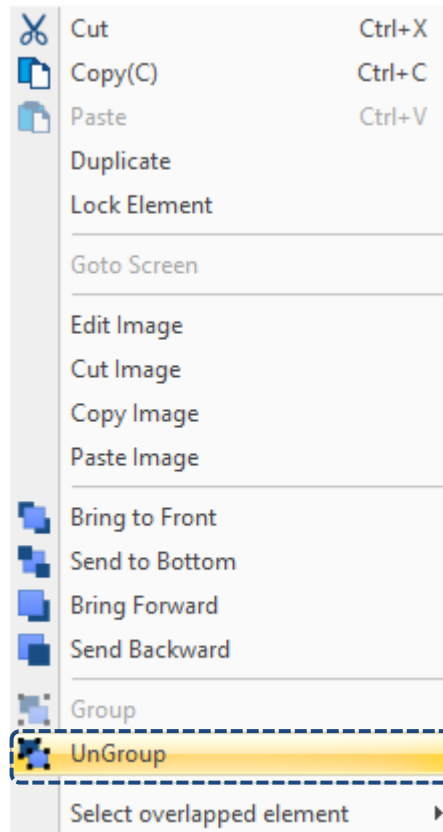 Cut Ctrl+X
Copy(C) Ctrl+C
Paste Ctrl+V
Duplicate
Lock Element
Goto Screen
Edit Image
Cut Image
Copy Image
Paste Image
Bring to Front
Send to Bottom
Bring Forward
Send Backward
Group
UnGroup
Select overlapped element